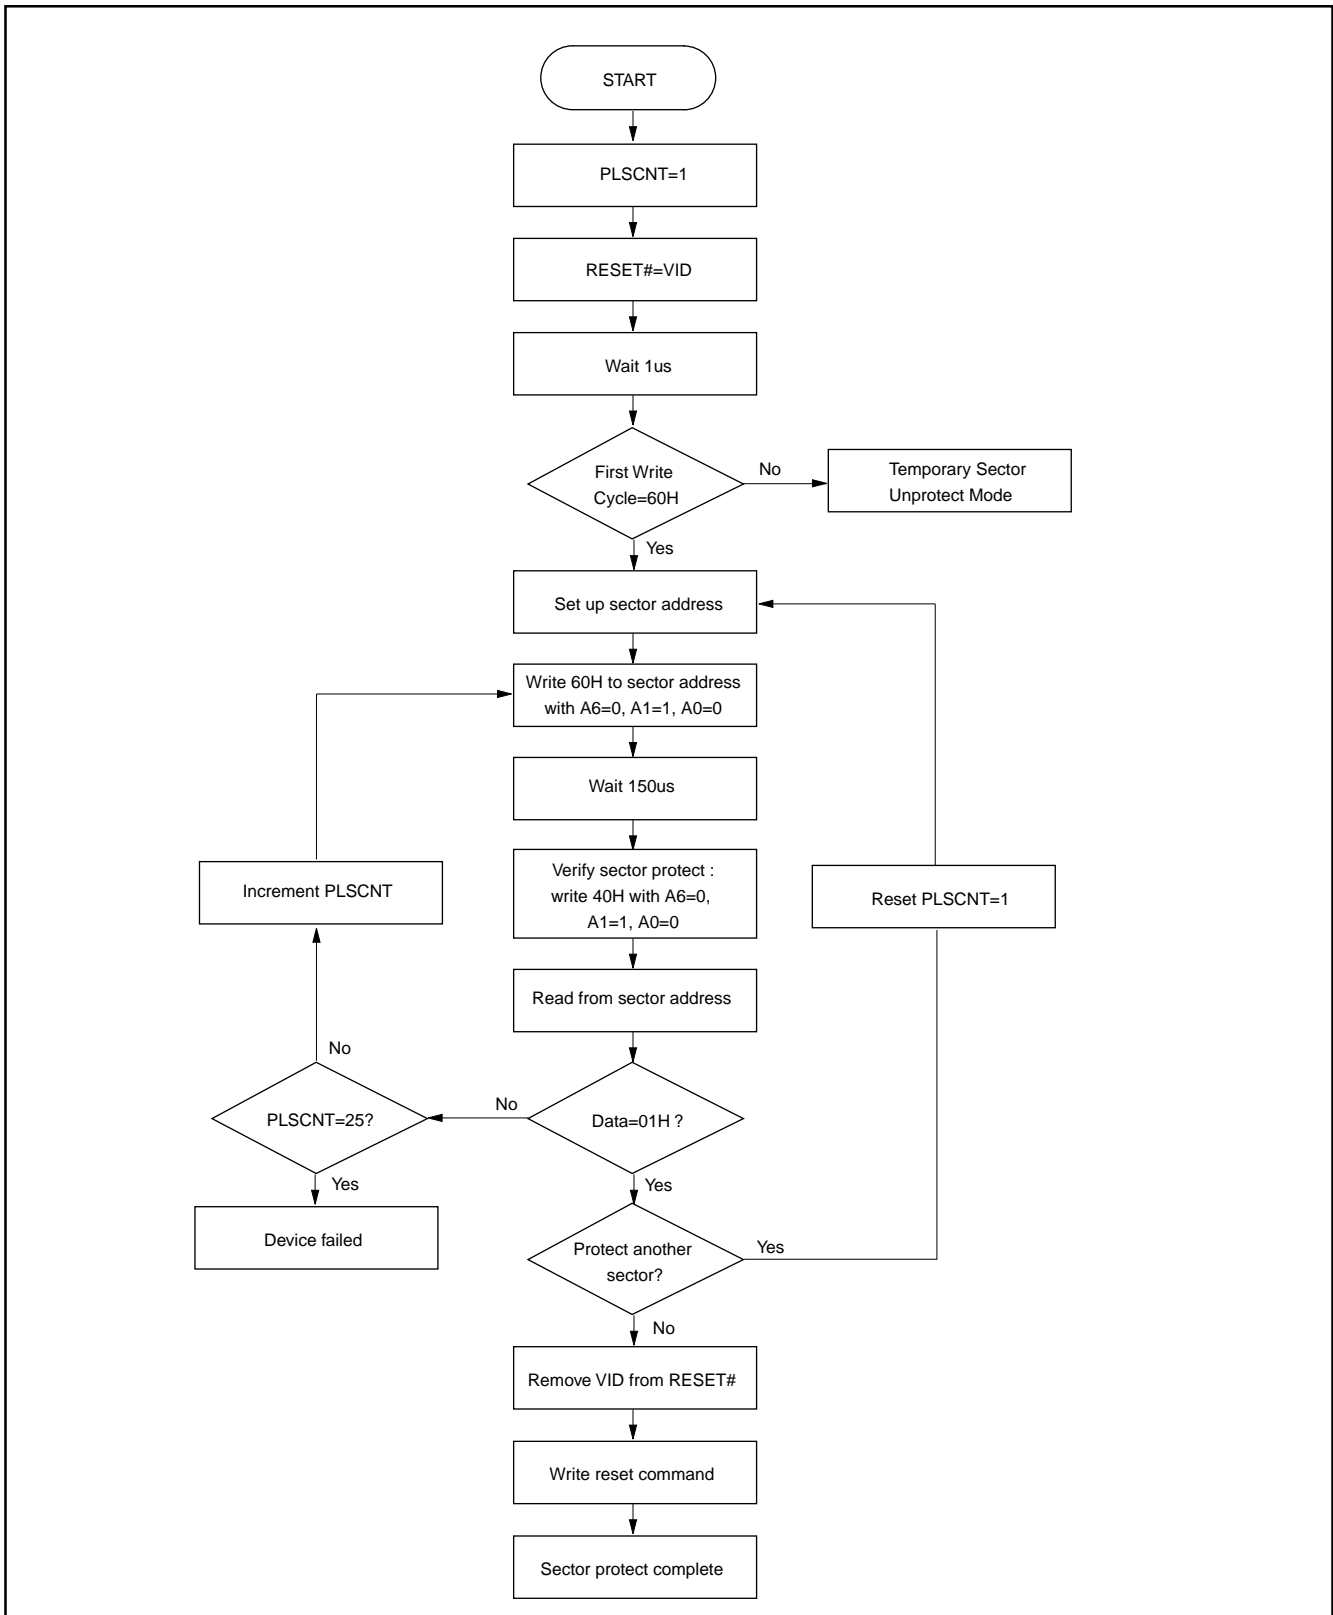 START
PLSCNT=1
RESET#=VID
Wait 1us
First Write
Cycle=60H
No
Temporary Sector
Unprotect Mode
Yes
Set up sector address
Write 60H to sector address
with A6=0, A1=1, A0=0
Wait 150us
Verify sector protect :
write 40H with A6=0,
A1=1, A0=0
Increment PLSCNT
Reset PLSCNT=1
Read from sector address
No
PLSCNT=25?
No
Data=01H ?
Yes
Device failed
Yes
Protect another
sector?
Yes
No
Remove VID from RESET#
Write reset command
Sector protect complete